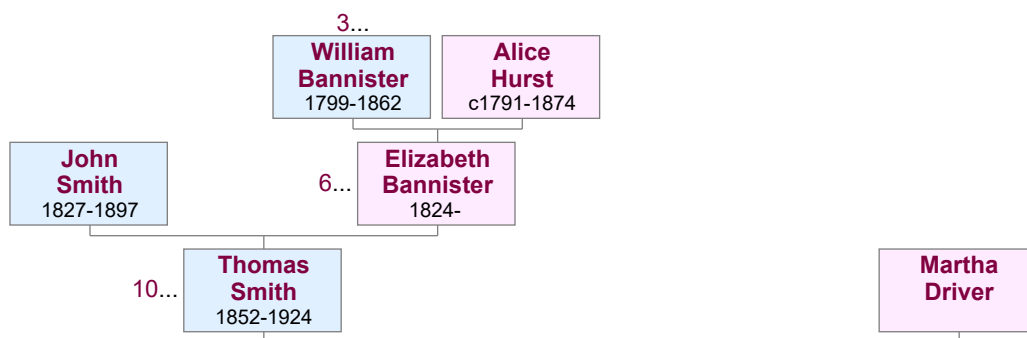 3...
William
Bannister
1799-1862
Alice
Hurst
c1791-1874
John
Smith
1827-1897
6...
Elizabeth
Bannister
1824-
10...
Thomas
Smith
1852-1924
Martha
Driver